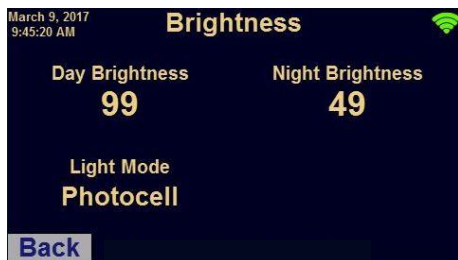 March 9, 2017
9:45:20 AM
Brightness
Day Brightness
99
Night Brightness
49
Light Mode
Photocell
Back